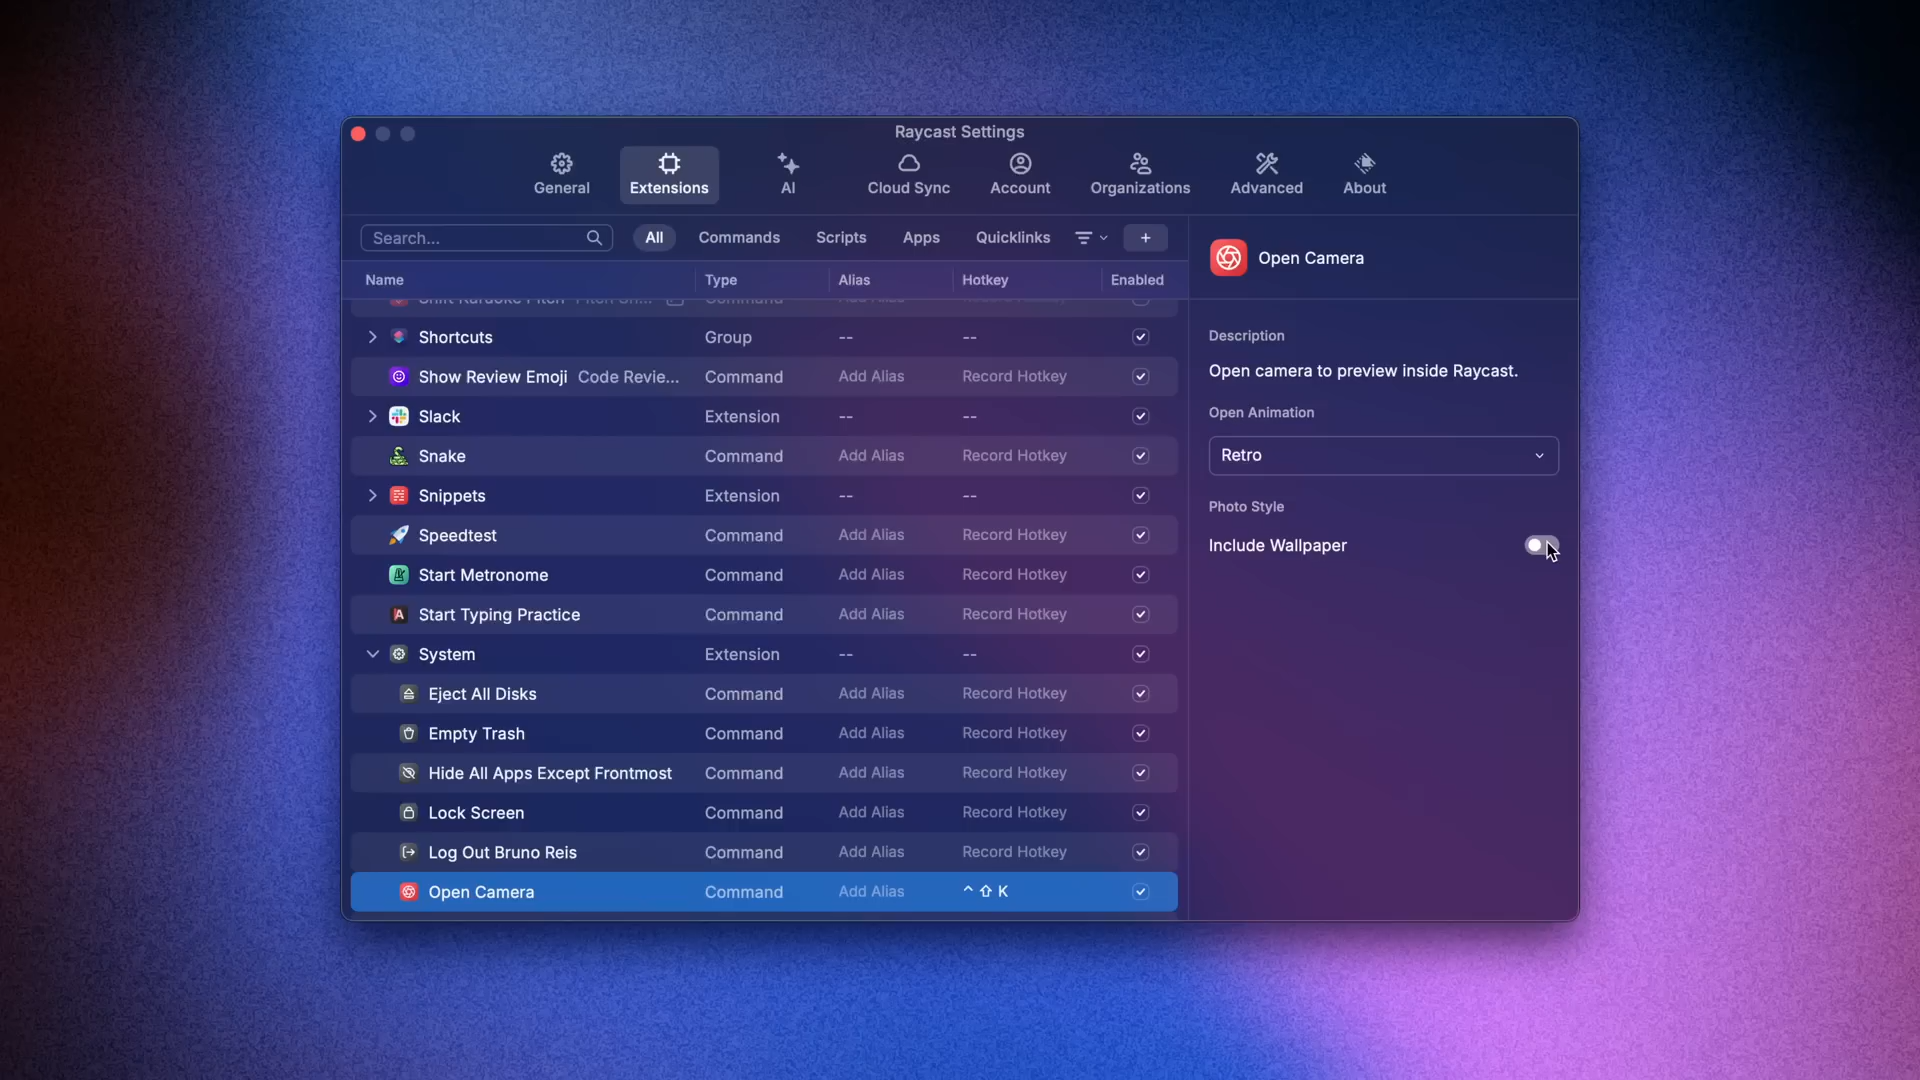 Raycast Settings
General
Extensions
AI
Cloud Sync
Account
Organizations
Advanced
About
Search...
All
Commands
Scripts
Apps
Quicklinks
+
Open Camera
Name Type Alias Hotkey Enabled
Shortcuts Group -- --
Show Review Emoji Code Revie... Command Add Alias Record Hotkey
Slack Extension -- --
Snake Command Add Alias Record Hotkey
Snippets Extension -- --
Speedtest Command Add Alias Record Hotkey
Start Metronome Command Add Alias Record Hotkey
Start Typing Practice Command Add Alias Record Hotkey
System Extension -- --
Eject All Disks Command Add Alias Record Hotkey
Empty Trash Command Add Alias Record Hotkey
Hide All Apps Except Frontmost Command Add Alias Record Hotkey
Lock Screen Command Add Alias Record Hotkey
Log Out Bruno Reis Command Add Alias Record Hotkey
Open Camera Command Add Alias ^ ⇧ K
Description
Open camera to preview inside Raycast.
Open Animation
Retro
Photo Style
Include Wallpaper